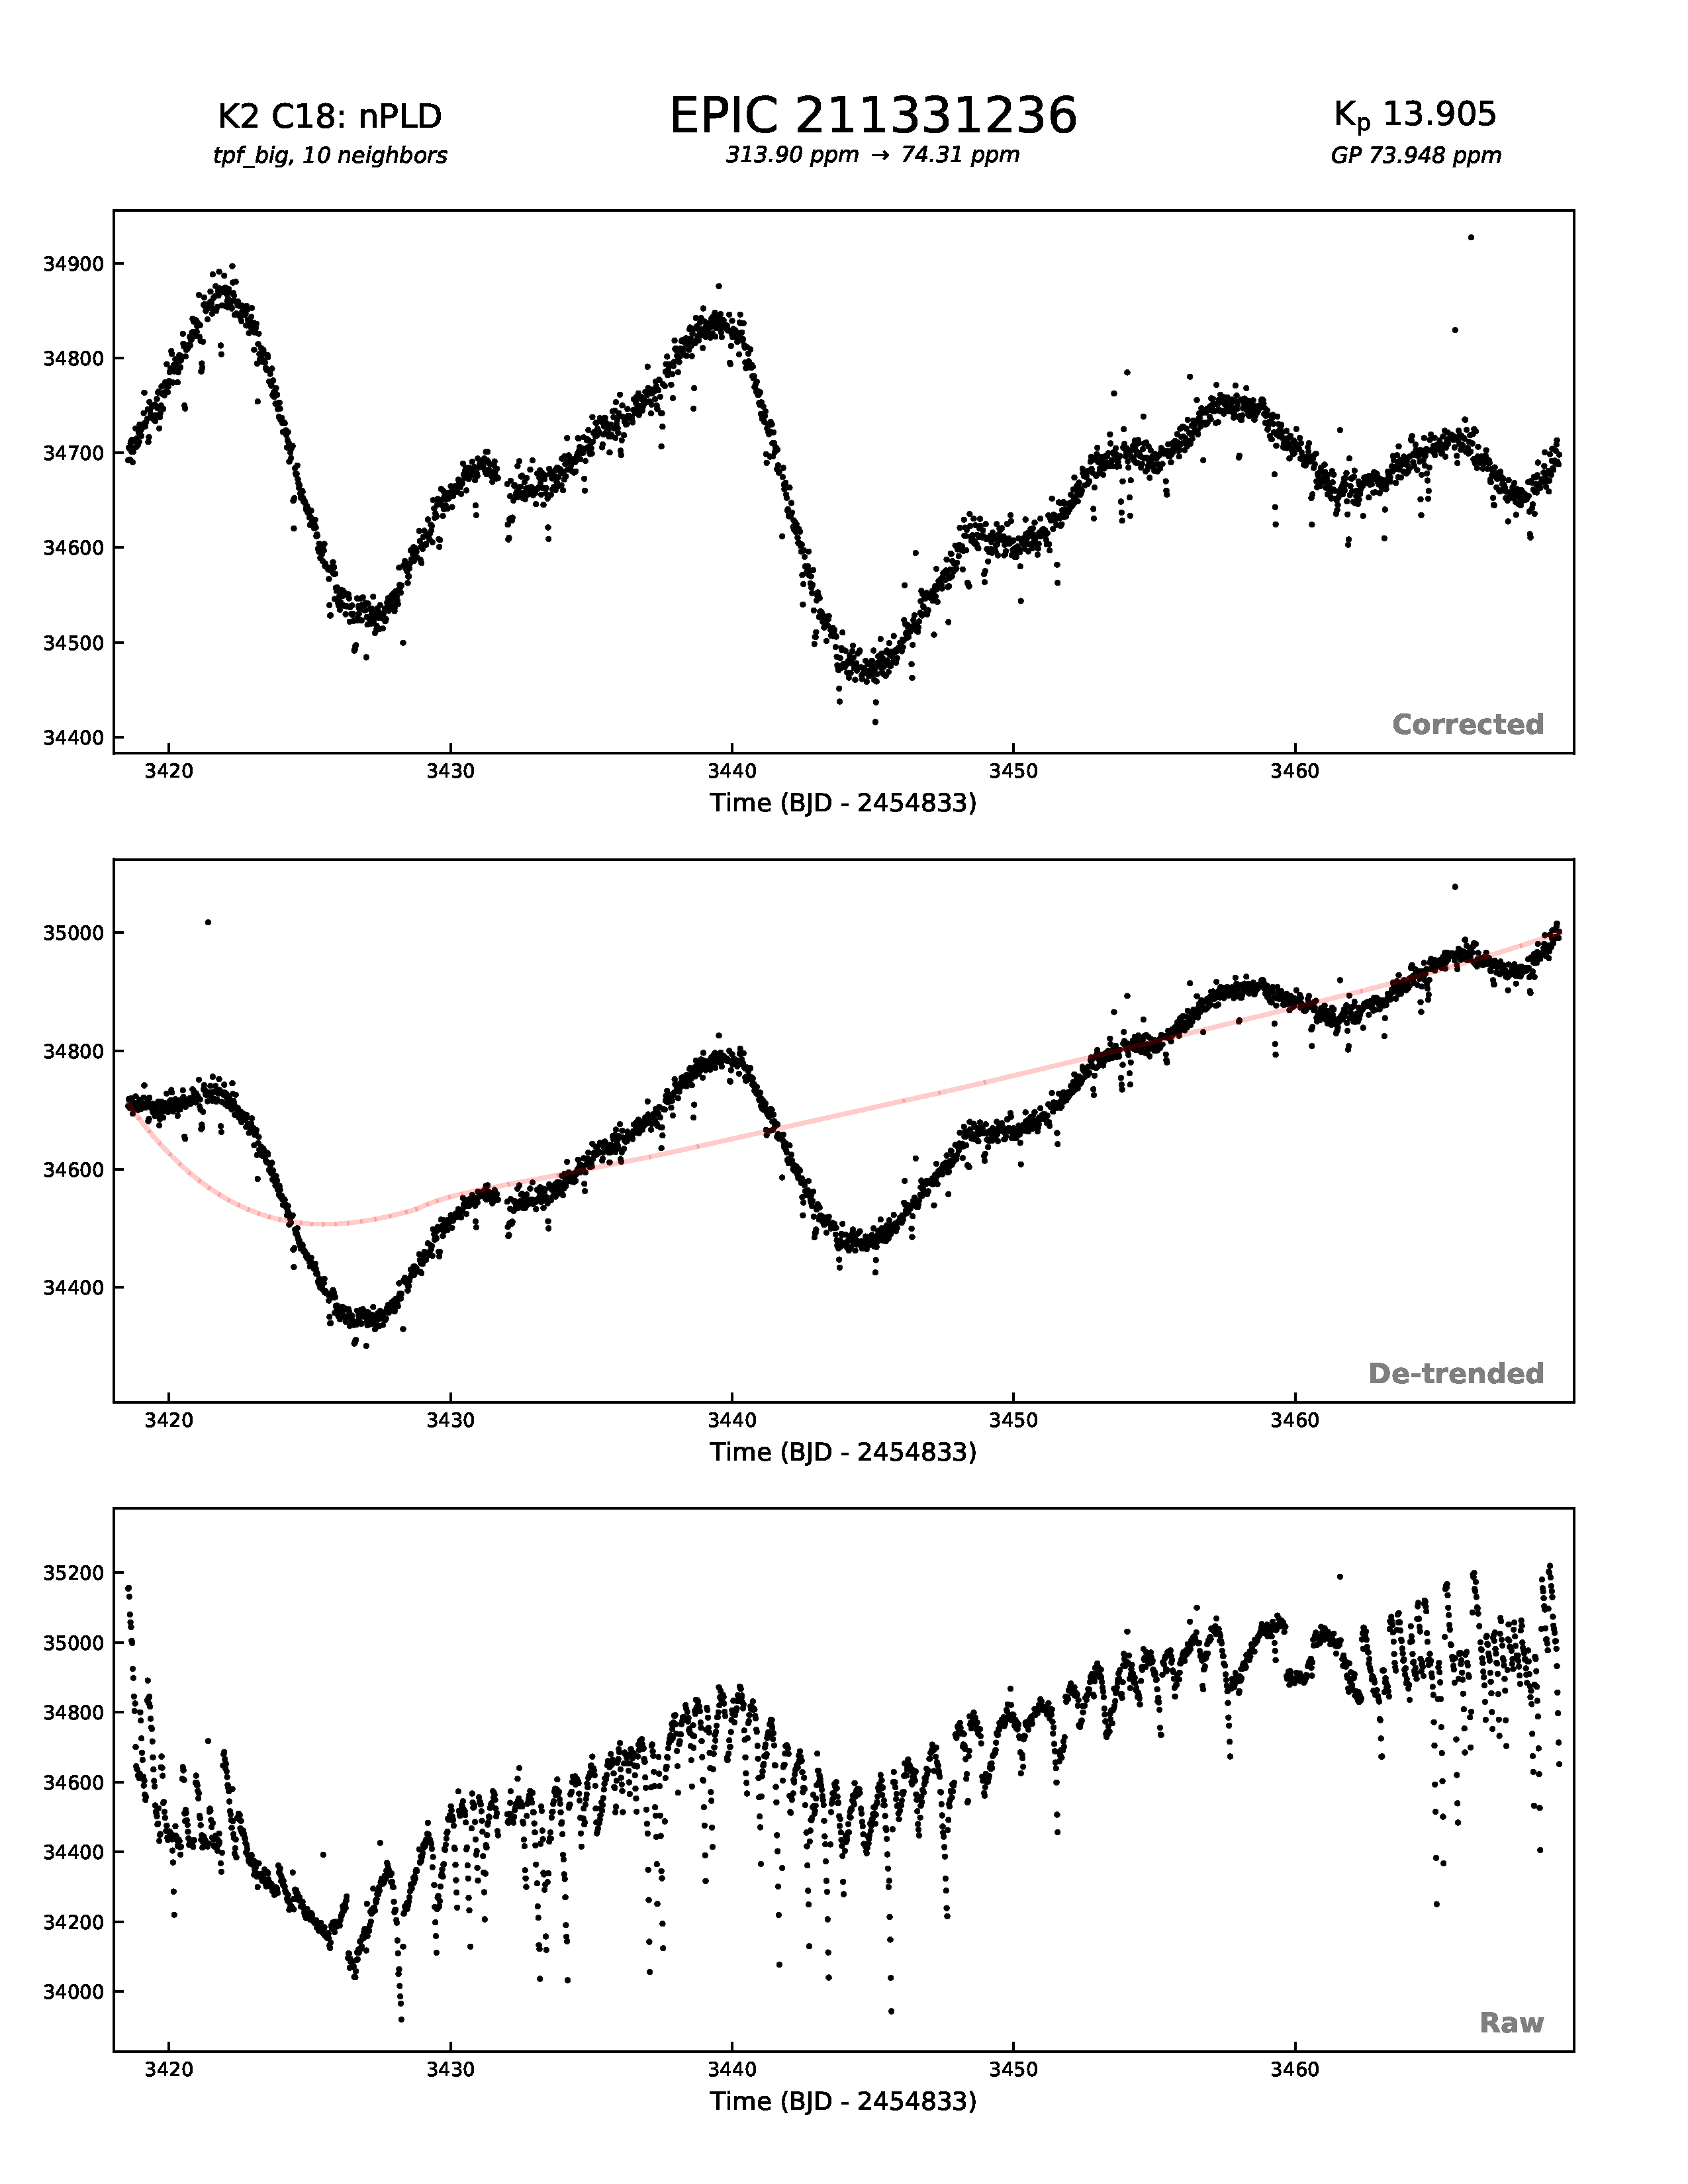 K2 C18: nPLD EPIC 211331236 Kp 13.905
tpf_big, 10 neighbors 313.90 ppm → 74.31 ppm GP 73.948 ppm
34900
34800
34700
34600
34500
34400
Corrected
3420 3430 3440 3450 3460
Time (BJD - 2454833)
35000
34800
34600
34400
De-trended
3420 3430 3440 3450 3460
Time (BJD - 2454833)
35200
35000
34800
34600
34400
34200
34000
Raw
3420 3430 3440 3450 3460
Time (BJD - 2454833)